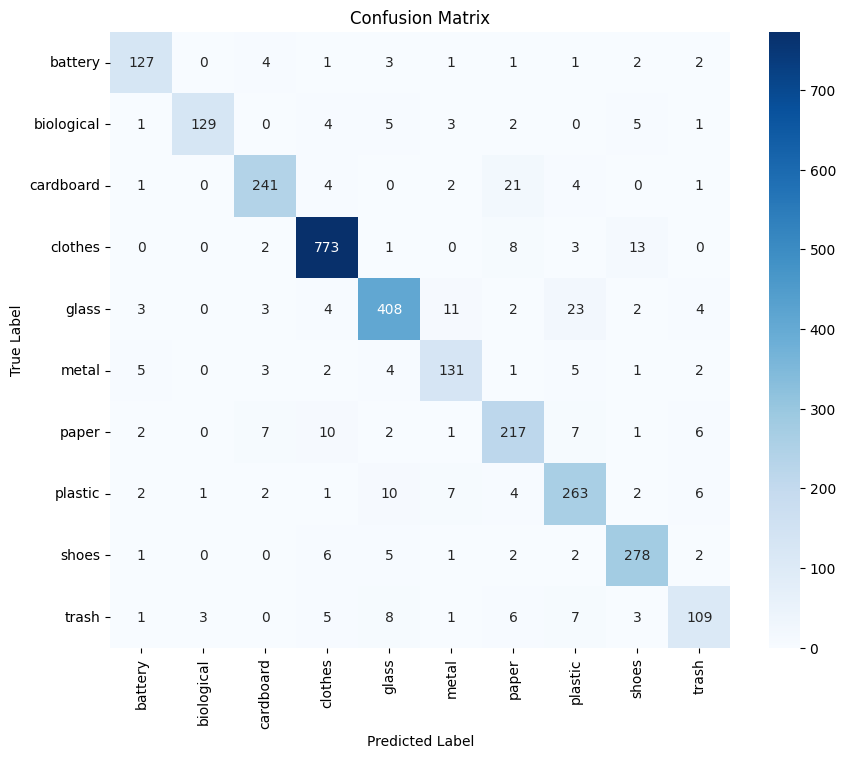 Confusion Matrix
battery 127 0 4 1 3 1 1 1 2 2
biological 1 129 0 4 5 3 2 0 5 1
cardboard 1 0 241 4 0 2 21 4 0 1
clothes 0 0 2 773 1 0 8 3 13 0
glass 3 0 3 4 408 11 2 23 2 4
metal 5 0 3 2 4 131 1 5 1 2
paper 2 0 7 10 2 1 217 7 1 6
plastic 2 1 2 1 10 7 4 263 2 6
shoes 1 0 0 6 5 1 2 2 278 2
trash 1 3 0 5 8 1 6 7 3 109
battery biological cardboard clothes glass metal paper plastic shoes trash
Predicted Label
True Label
700
600
500
400
300
200
100
0